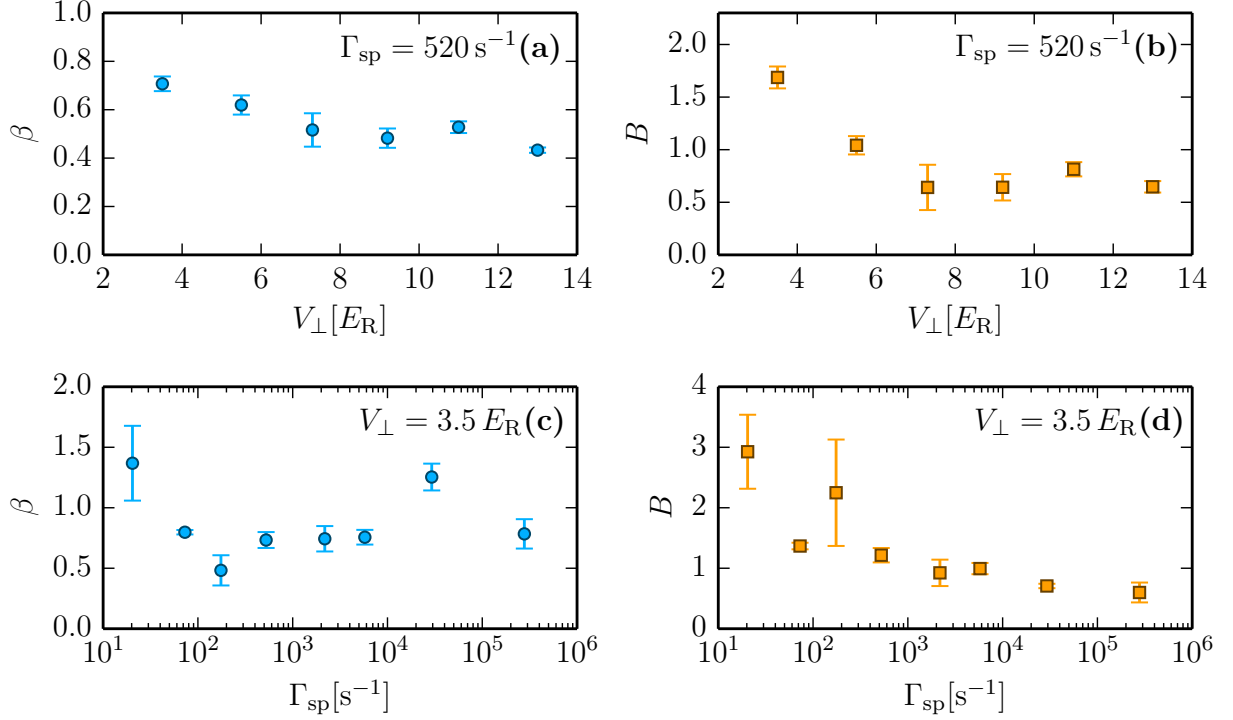 1.0
0.8
0.6
0.4
0.2
0.0
β
Γsp = 520 s⁻¹(a)
2 4 6 8 10 12 14
V⊥[ER]
2.0
1.5
1.0
0.5
0.0
B
Γsp = 520 s⁻¹(b)
2 4 6 8 10 12 14
V⊥[ER]
2.0
1.5
1.0
0.5
0.0
β
V⊥ = 3.5 ER(c)
10¹ 10² 10³ 10⁴ 10⁵ 10⁶
Γsp[s⁻¹]
4
3
2
1
0
B
V⊥ = 3.5 ER(d)
10¹ 10² 10³ 10⁴ 10⁵ 10⁶
Γsp[s⁻¹]